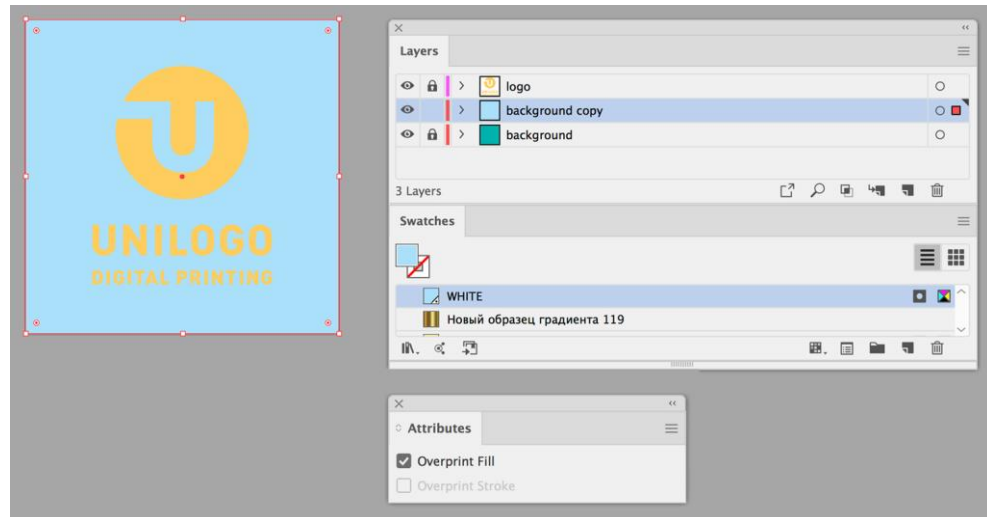 UNILOGO
DIGITAL PRINTING
Layers
logo
background copy
background
3 Layers
Swatches
WHITE
Новый образец градиента 119
Attributes
Overprint Fill
Overprint Stroke